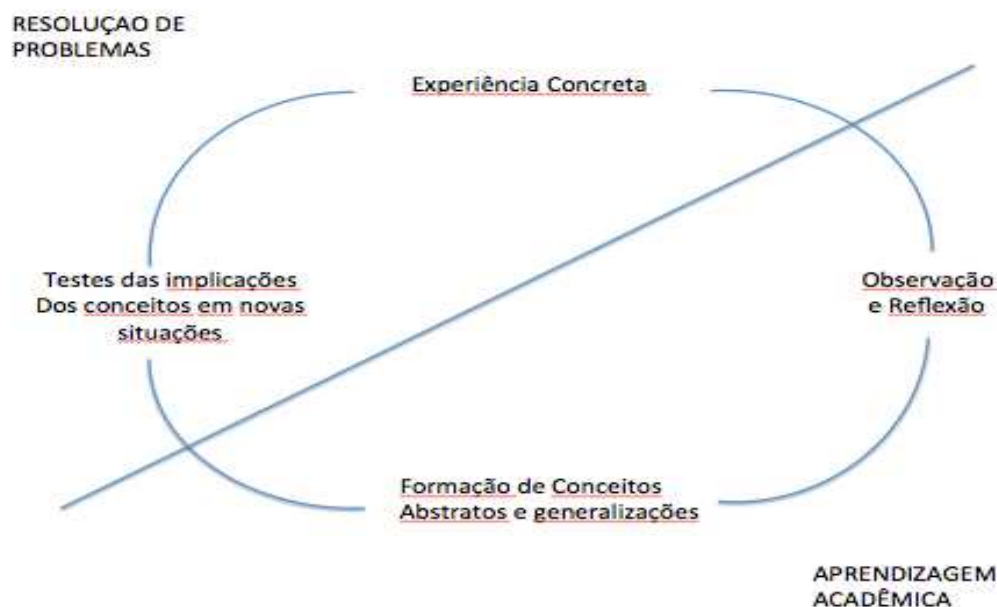 RESOLUÇAO DE
PROBLEMAS
Experiência Concreta
Testes das implicações
Dos conceitos em novas
situações
Observação
e Reflexão
Formação de Conceitos
Abstratos e generalizações
APRENDIZAGEM
ACADÊMICA